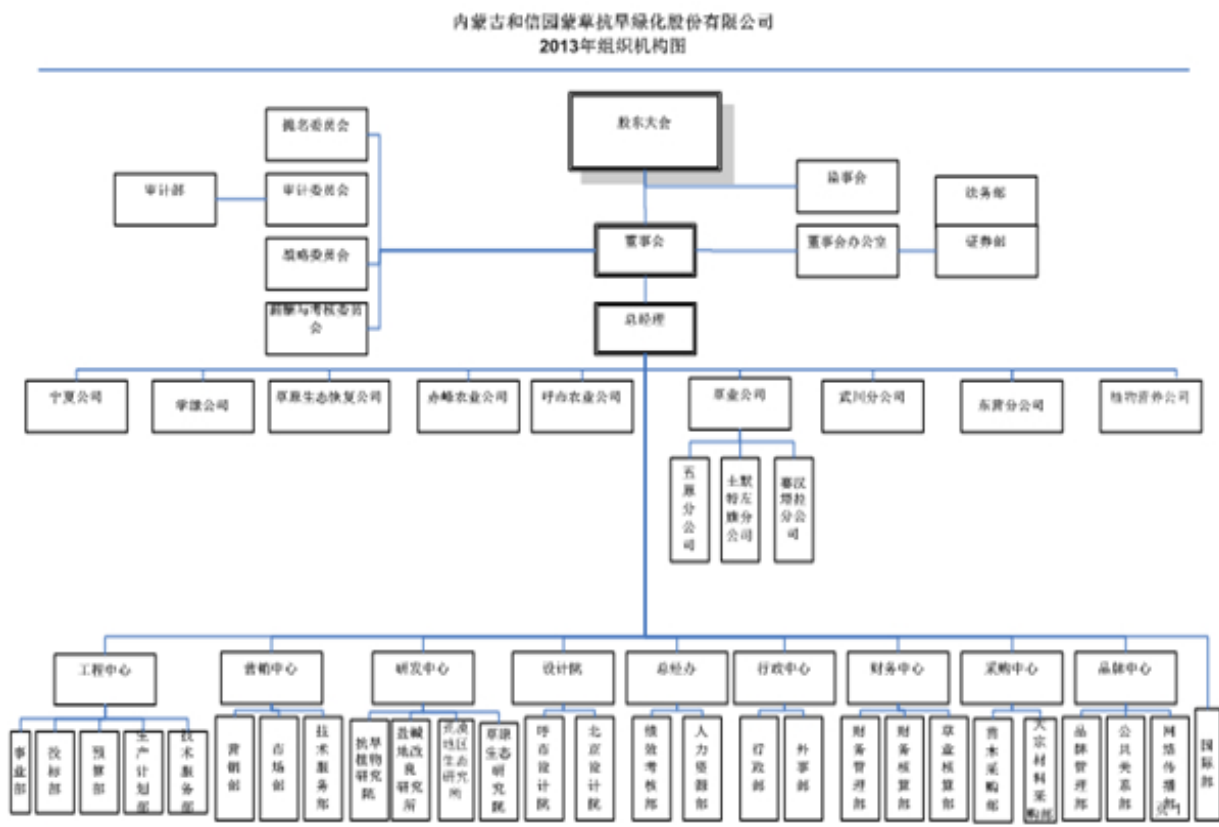 内蒙古和信园蒙草抗旱绿化股份有限公司
2013年组织机构图
股东大会
提名委员会
监事会
审计部
审计委员会
法务部
董事会
董事会办公室
证券部
战略委员会
薪酬与考核委员
会
总经理
宁夏公司
草原生态恢复公司
赤峰农业公司
呼市农业公司
草业公司
武川分公司
东营分公司
植物营养公司
五原分公司
土默特左旗分公司
塞汉塔拉分公司
工程中心
营销中心
研发中心
设计院
总经办
行政中心
财务中心
采购中心
品牌中心
国际部
事业部
投标部
预算部
生产计划部
技术服务部
营销部
市场部
技术服务部
抗旱植物研究院
盐碱地改良研究所
荒漠地区生态研究所
草原生态研究院
呼市设计院
北京设计院
绩效考核部
人力资源部
行政部
外事部
财务管理部
财务核算部
草业核算部
苗木采购部
大宗材料采购部
品牌管理部
公共关系部
网络传播部
页 1